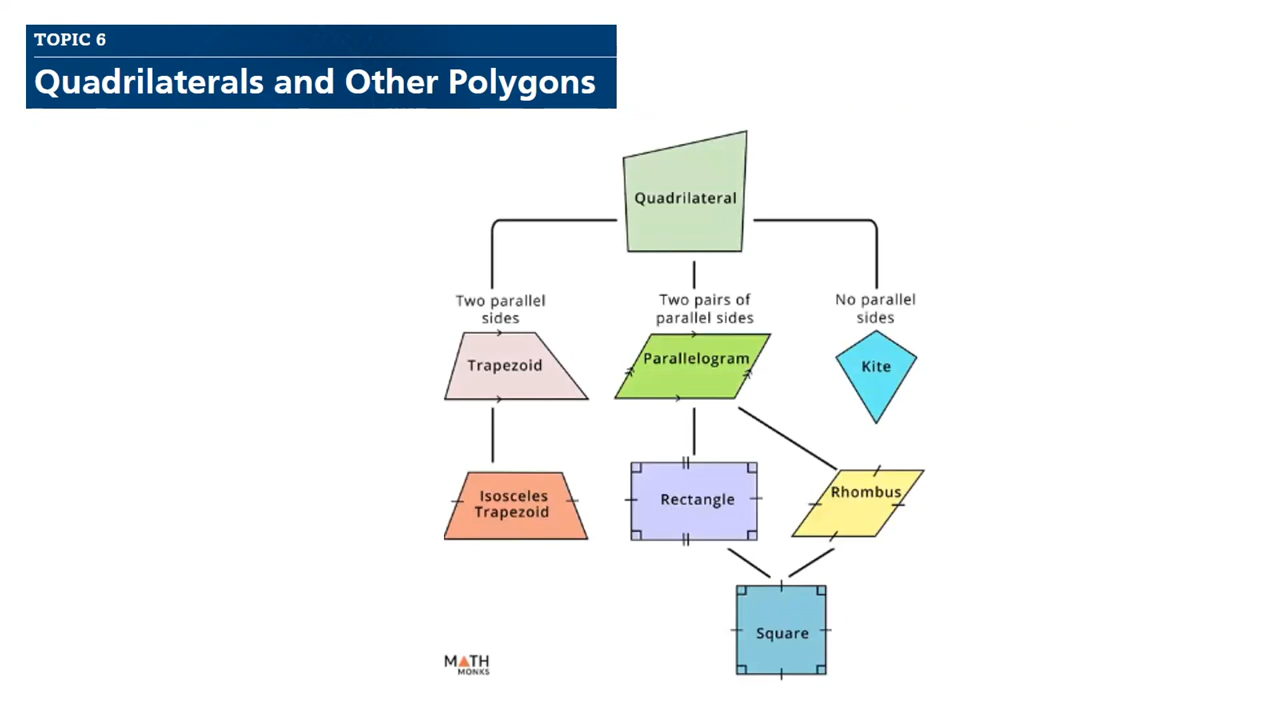 TOPIC 6
Quadrilaterals and Other Polygons
Quadrilateral
Two parallel
sides
Two pairs of
parallel sides
No parallel
sides
Trapezoid
Parallelogram
Kite
Isosceles
Trapezoid
Rectangle
Rhombus
Square
MATH
MONKS